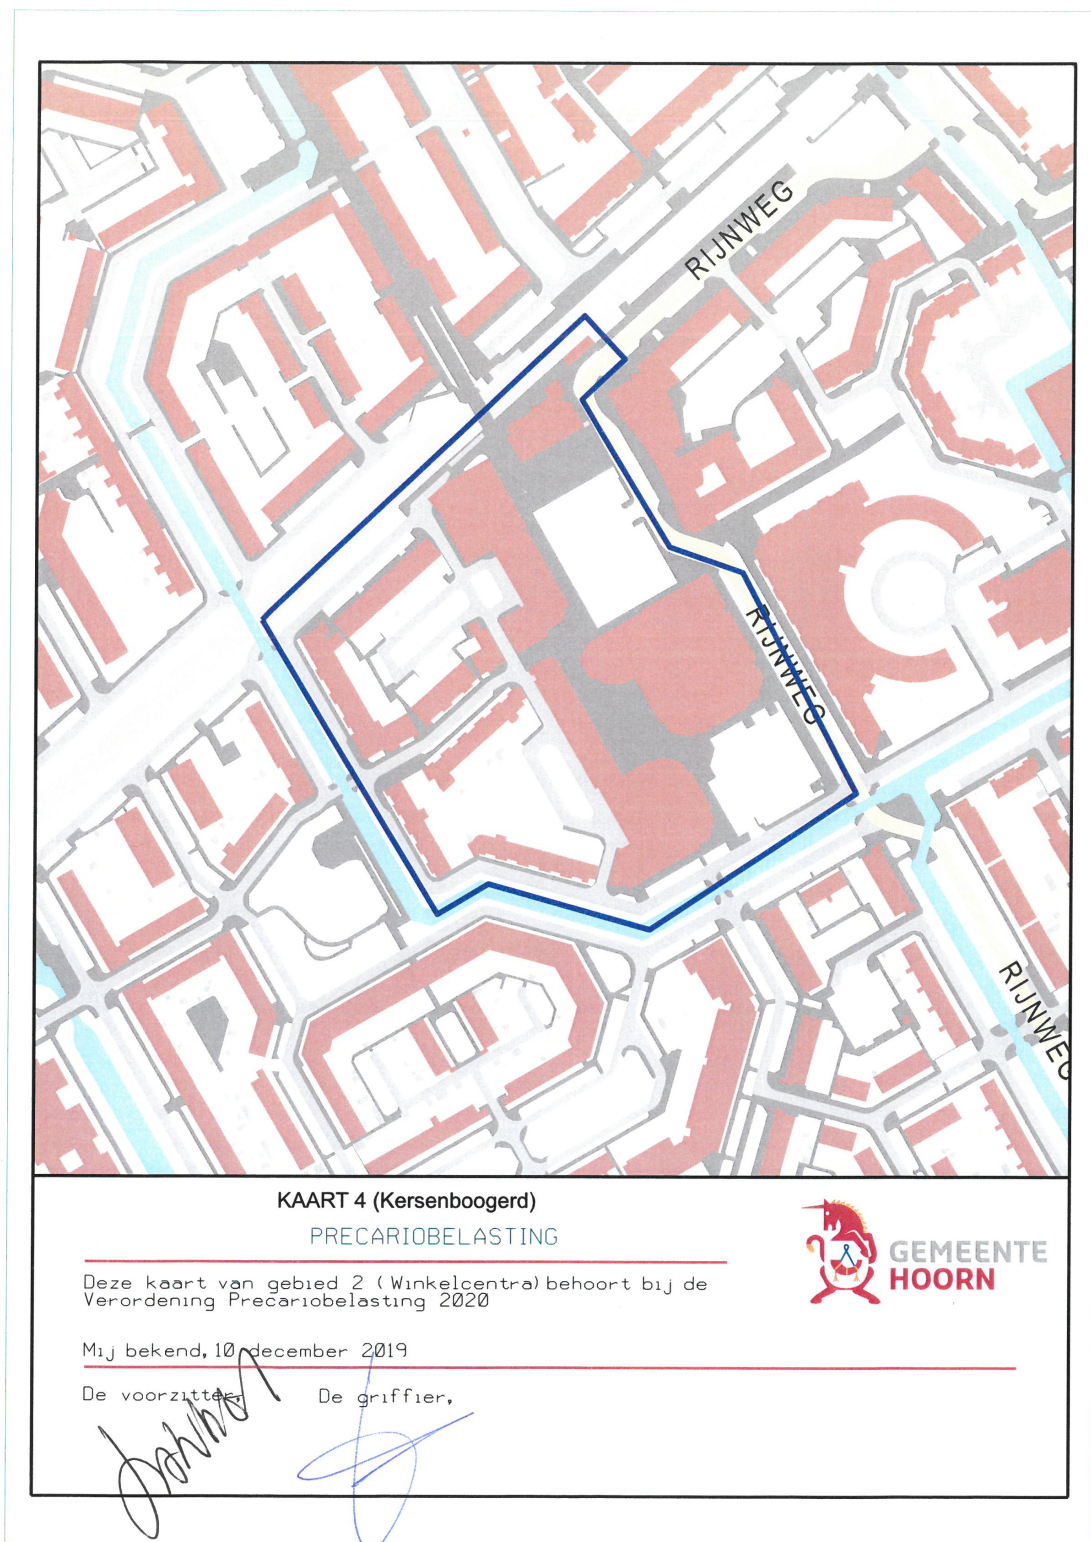 RIJNWEG
RIJNWEG
RIJNWEG
KAART 4 (Kersenboogerd)
PRECARIOBELASTING
Deze kaart van gebied 2 (Winkelcentra) behoort bij de
Verordening Precariobelasting 2020
Mij bekend, 10 december 2019
De voorzitter,
De griffier,
GEMEENTE
HOORN